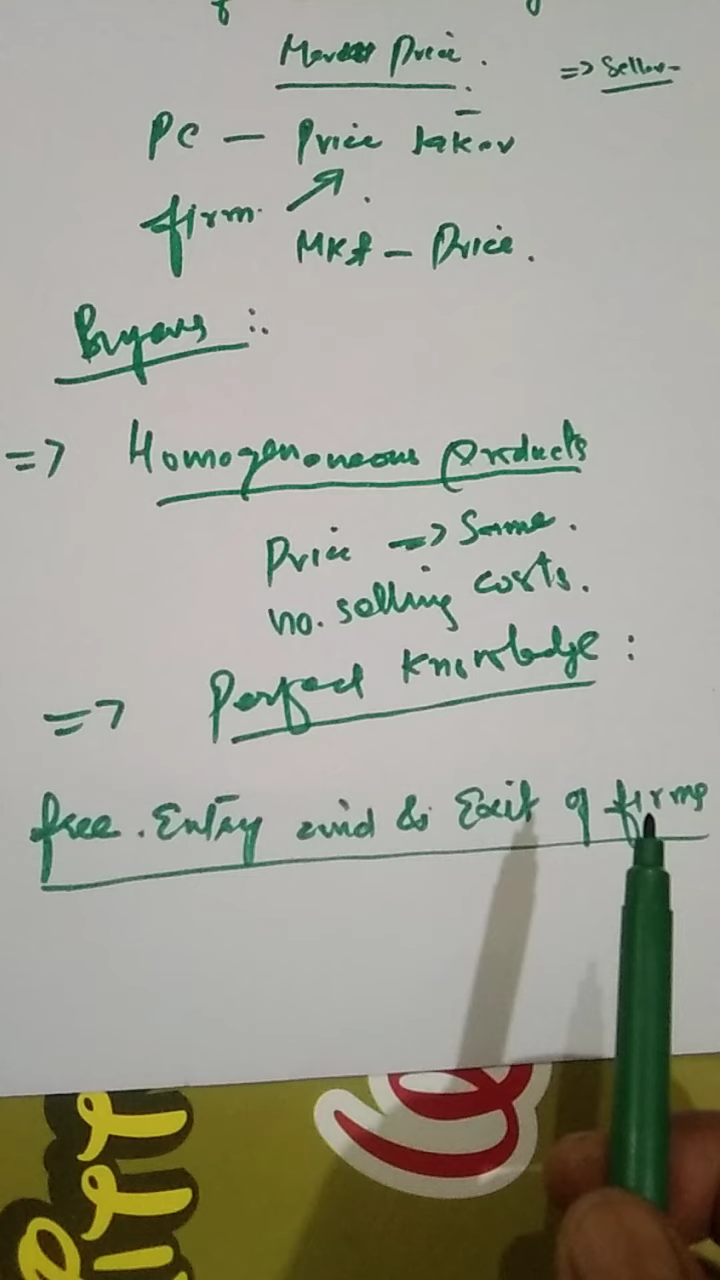 Market Price.
=> Seller-
PC - Price taker
firm.
MKt - Price.
Buyers :.
=> Homogenoneous products
Price => Same.
no. selling costs.
=> Perfect knowledge :
free. Entry and & Exit of firms